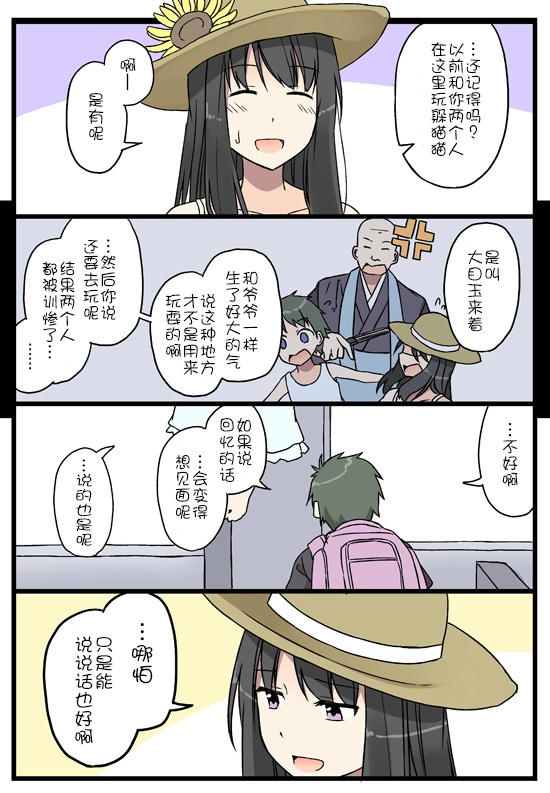 …还记得吗？
以前和你两个人
在这里玩躲猫猫
啊—
是有呢
是叫
大目玉来着
和爷爷一样
生了好大的气
说这种地方
才不是用来
玩耍的啊
…然后你说
还要去玩呢
结果两个人
都被训惨了…
……
…不好啊
如果说
回忆的话
…会变得
想见面呢
…说的也是呢
…哪怕
只是能
说说话也好啊